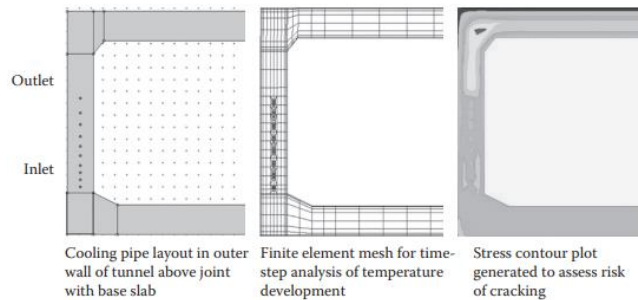 Outlet
Inlet
Cooling pipe layout in outer
wall of tunnel above joint
with base slab
Finite element mesh for time-
step analysis of temperature
development
Stress contour plot
generated to assess risk
of cracking